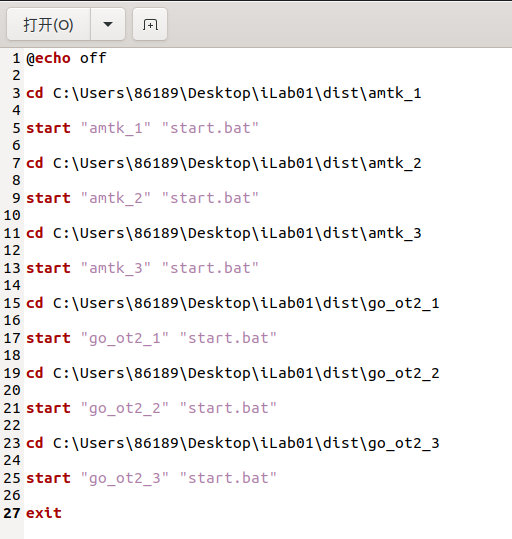 打开(O)
1 @echo off
2
3 cd C:\Users\86189\Desktop\iLab01\dist\amtk_1
4
5 start "amtk_1" "start.bat"
6
7 cd C:\Users\86189\Desktop\iLab01\dist\amtk_2
8
9 start "amtk_2" "start.bat"
10
11 cd C:\Users\86189\Desktop\iLab01\dist\amtk_3
12
13 start "amtk_3" "start.bat"
14
15 cd C:\Users\86189\Desktop\iLab01\dist\go_ot2_1
16
17 start "go_ot2_1" "start.bat"
18
19 cd C:\Users\86189\Desktop\iLab01\dist\go_ot2_2
20
21 start "go_ot2_2" "start.bat"
22
23 cd C:\Users\86189\Desktop\iLab01\dist\go_ot2_3
24
25 start "go_ot2_3" "start.bat"
26
27 exit